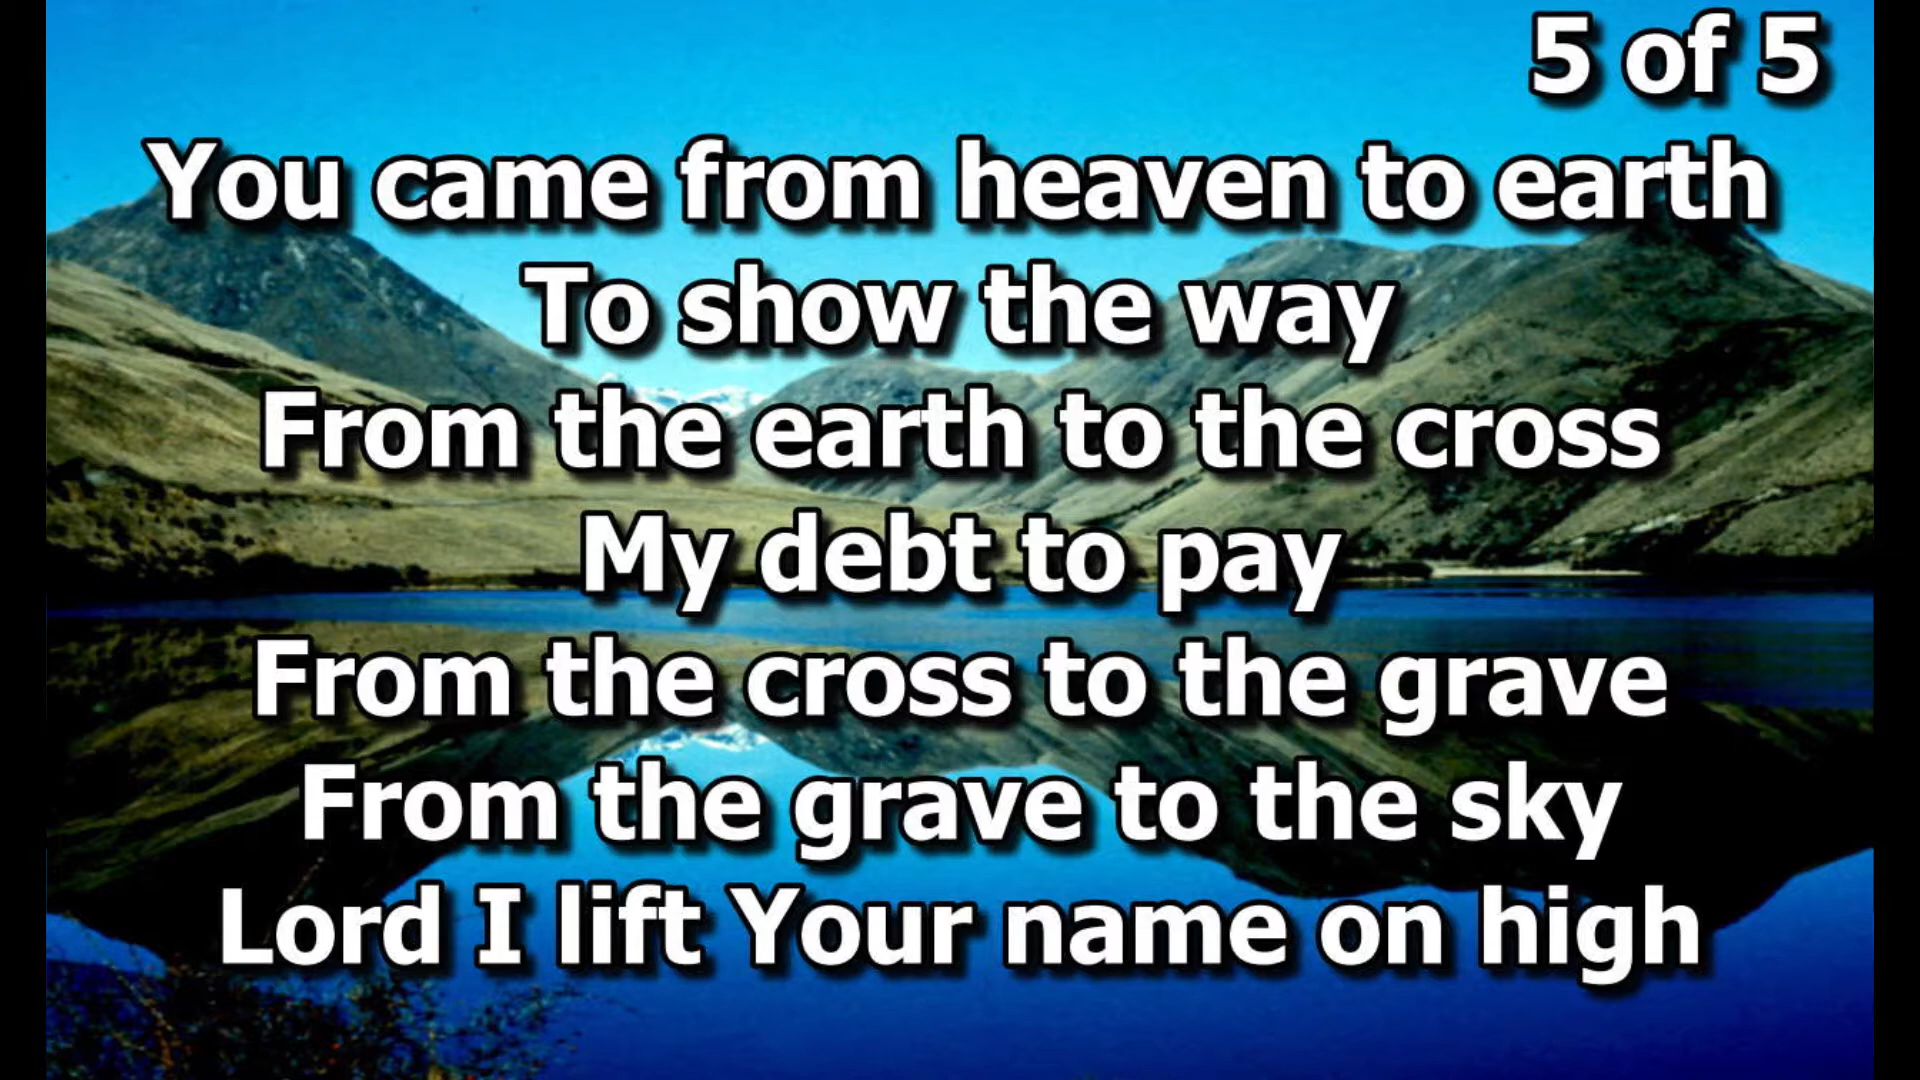 5 of 5
You came from heaven to earth
To show the way
From the earth to the cross
My debt to pay
From the cross to the grave
From the grave to the sky
Lord I lift Your name on high